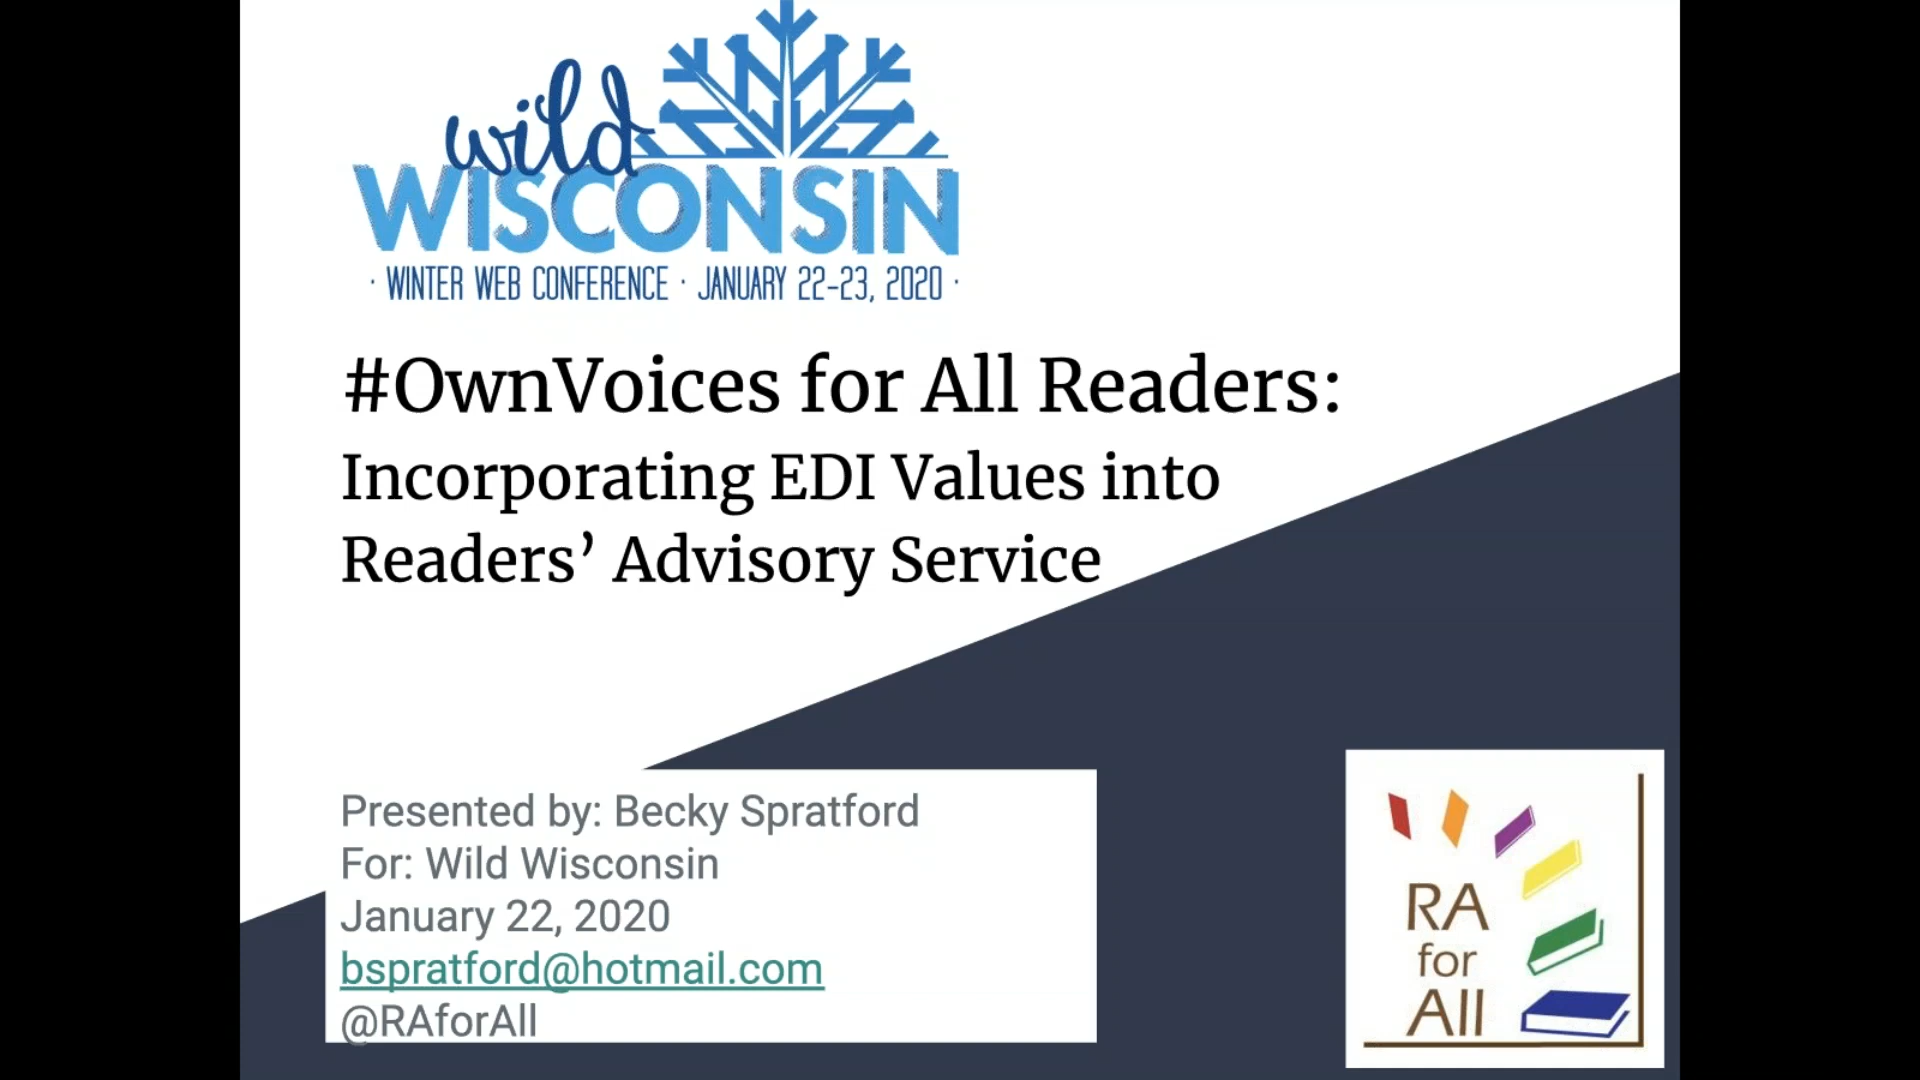 wild
WISCONSIN
· WINTER WEB CONFERENCE · JANUARY 22-23, 2020 ·
#OwnVoices for All Readers:
Incorporating EDI Values into
Readers’ Advisory Service
Presented by: Becky Spratford
For: Wild Wisconsin
January 22, 2020
bspratford@hotmail.com
@RAforAll
RA
for
All